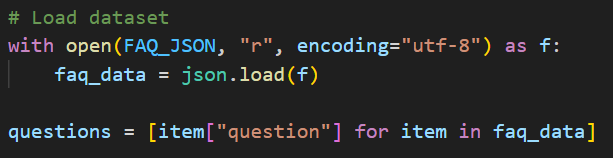 # Load dataset
with open(FAQ_JSON, "r", encoding="utf-8") as f:
    faq_data = json.load(f)
questions = [item["question"] for item in faq_data]